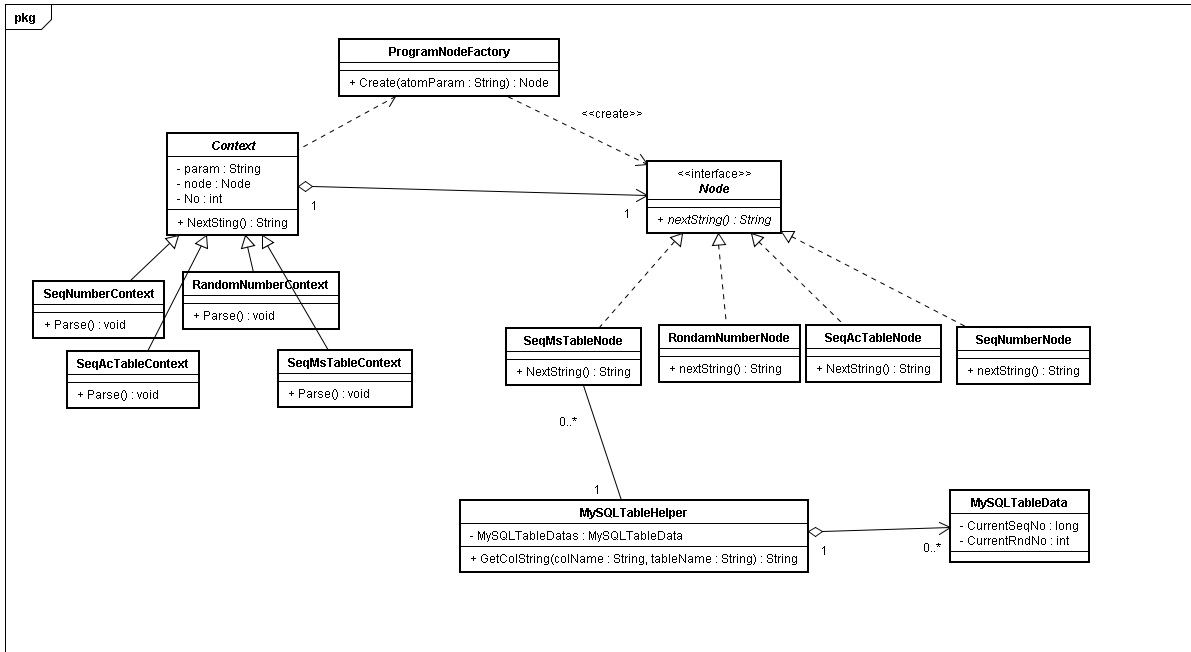 pkg
ProgramNodeFactory
+ Create(atomParam : String) : Node
<<create>>
Context
- param : String
- node : Node
- No : int
+ NextSting() : String
1
1
<<interface>>
Node
+ nextString() : String
SeqNumberContext
+ Parse() : void
RandomNumberContext
+ Parse() : void
SeqAcTableContext
+ Parse() : void
SeqMsTableContext
+ Parse() : void
SeqMsTableNode
+ NextString() : String
RondamNumberNode
+ nextString() : String
SeqAcTableNode
+ NextString() : String
SeqNumberNode
+ nextString() : String
0..*
1
MySQLTableHelper
- MySQLTableDatas : MySQLTableData
+ GetColString(colName : String, tableName : String) : String
1
0..*
MySQLTableData
- CurrentSeqNo : long
- CurrentRndNo : int